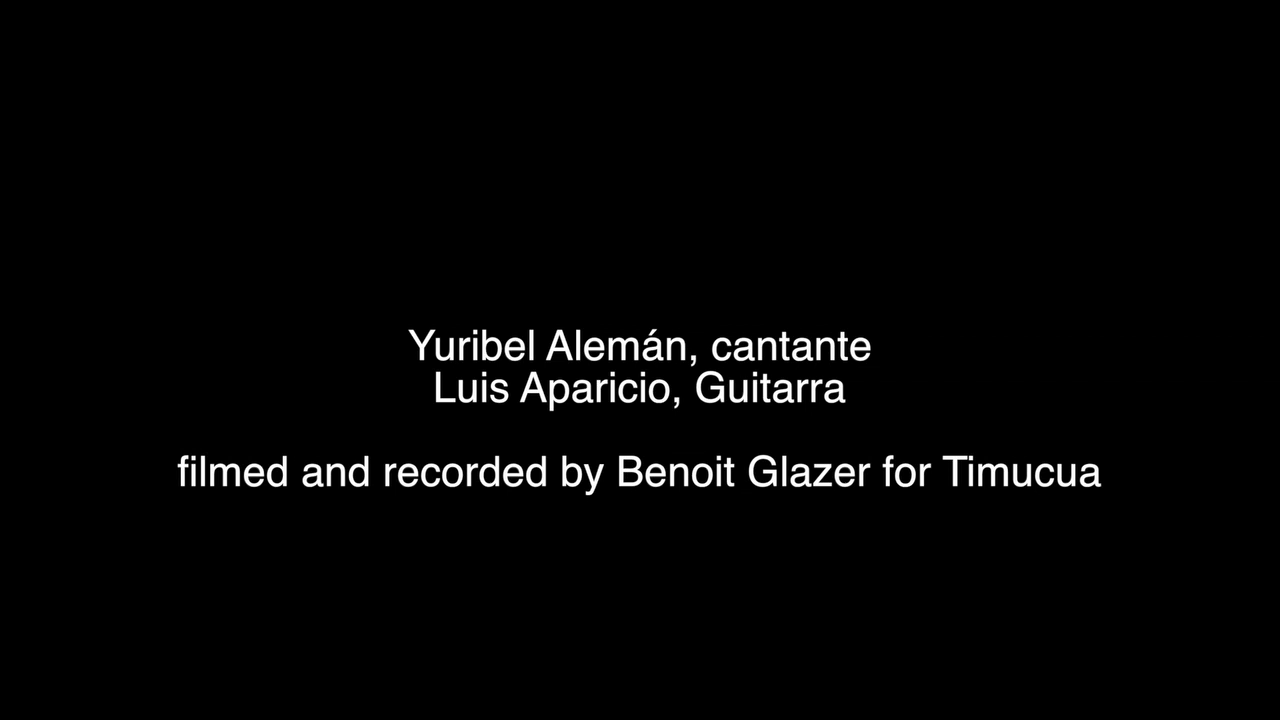 Yuribel Alemán, cantante
Luis Aparicio, Guitarra
filmed and recorded by Benoit Glazer for Timucua